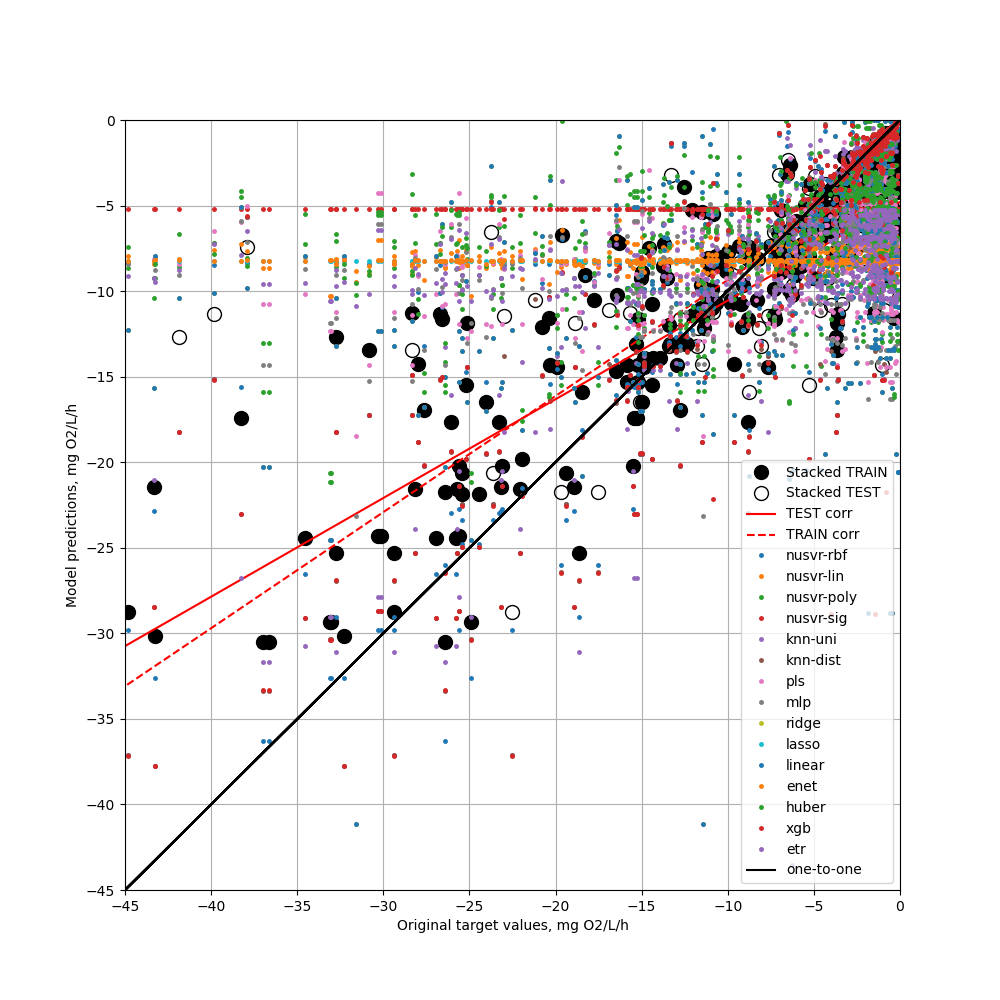 0
−5
−10
−15
−20
−25
−30
−35
−40
−45
Model predictions, mg O2/L/h
Stacked TRAIN
Stacked TEST
TEST corr
TRAIN corr
nusvr-rbf
nusvr-lin
nusvr-poly
nusvr-sig
knn-uni
knn-dist
pls
mlp
ridge
lasso
linear
enet
huber
xgb
etr
one-to-one
−45 −40 −35 −30 −25 −20 −15 −10 −5 0
Original target values, mg O2/L/h